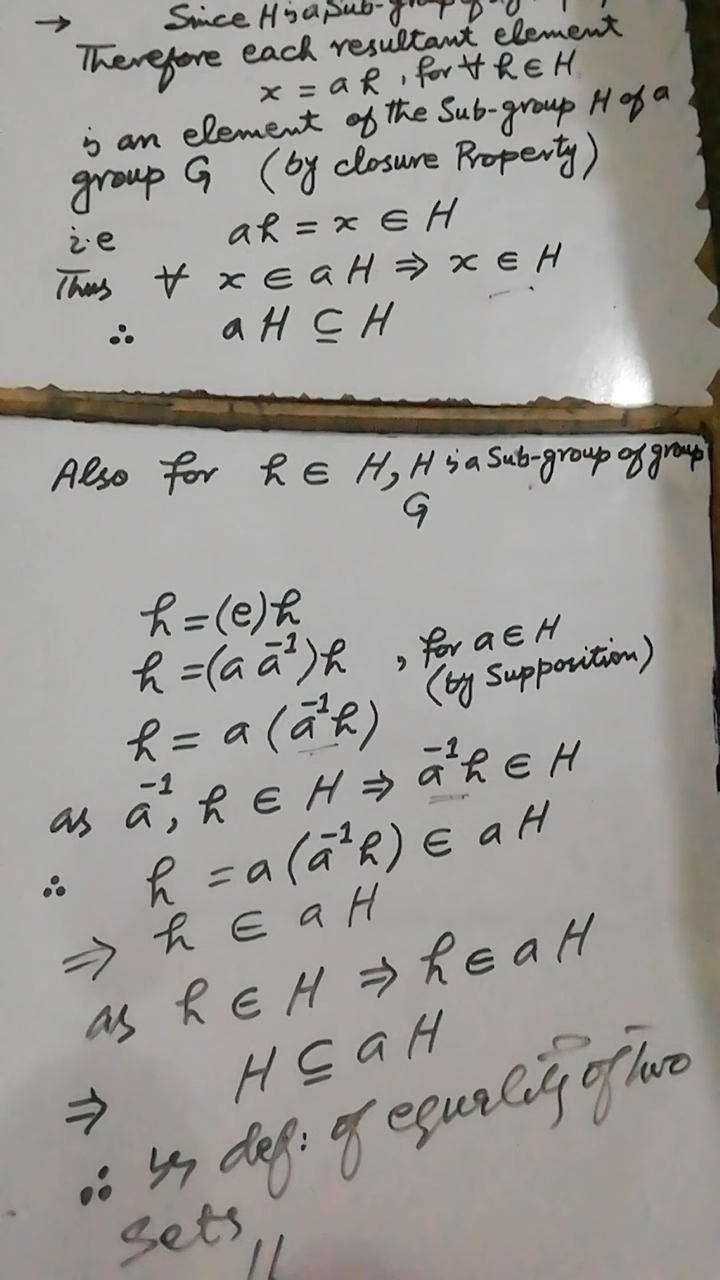 → Since H is a Sub-group of
Therefore each resultant element
x = ah, for ∀ h ∈ H
is an element of the Sub-group H of a
group G (by closure Property)
i.e ah = x ∈ H
Thus ∀ x ∈ aH ⇒ x ∈ H
∴ aH ⊆ H
Also for h ∈ H, H is a Sub-group of group
G
h = (e)h
h = (a a⁻¹)h , for a ∈ H
(by Supposition)
h = a(a⁻¹h)
as a⁻¹, h ∈ H ⇒ a⁻¹h ∈ H
∴ h = a(a⁻¹h) ∈ aH
⇒ h ∈ aH
as h ∈ H ⇒ h ∈ aH
⇒ H ⊆ aH
∴ by def: of equality of two
Sets